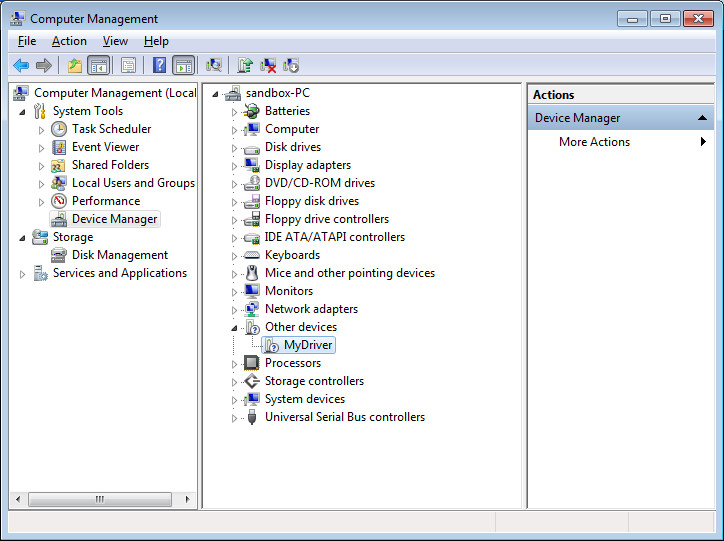 Computer Management
File Action View Help
Computer Management (Local
System Tools
Task Scheduler
Event Viewer
Shared Folders
Local Users and Groups
Performance
Device Manager
Storage
Disk Management
Services and Applications
sandbox-PC
Batteries
Computer
Disk drives
Display adapters
DVD/CD-ROM drives
Floppy disk drives
Floppy drive controllers
IDE ATA/ATAPI controllers
Keyboards
Mice and other pointing devices
Monitors
Network adapters
Other devices
MyDriver
Processors
Storage controllers
System devices
Universal Serial Bus controllers
Actions
Device Manager
More Actions